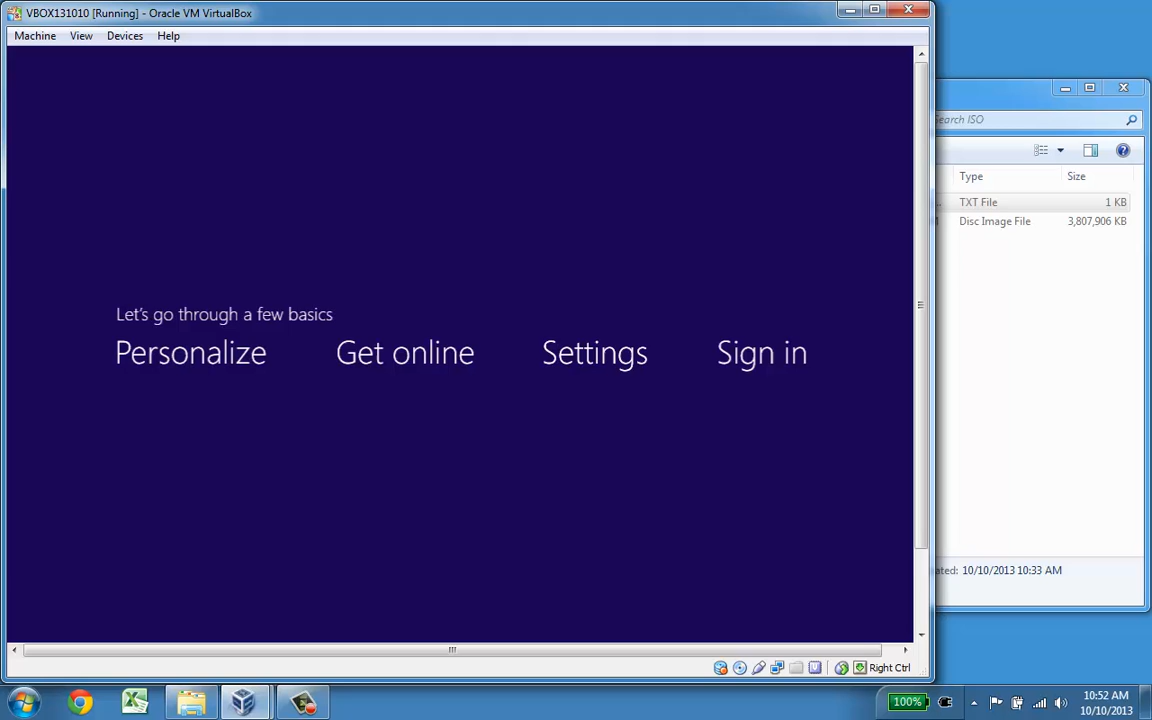 VBOX131010 [Running] - Oracle VM VirtualBox
Machine View Devices Help
Search ISO
Type Size
TXT File 1 KB
Disc Image File 3,807,906 KB
Let's go through a few basics
Personalize Get online Settings Sign in
10/10/2013 10:33 AM
Right Ctrl
100%
10:52 AM
10/10/2013